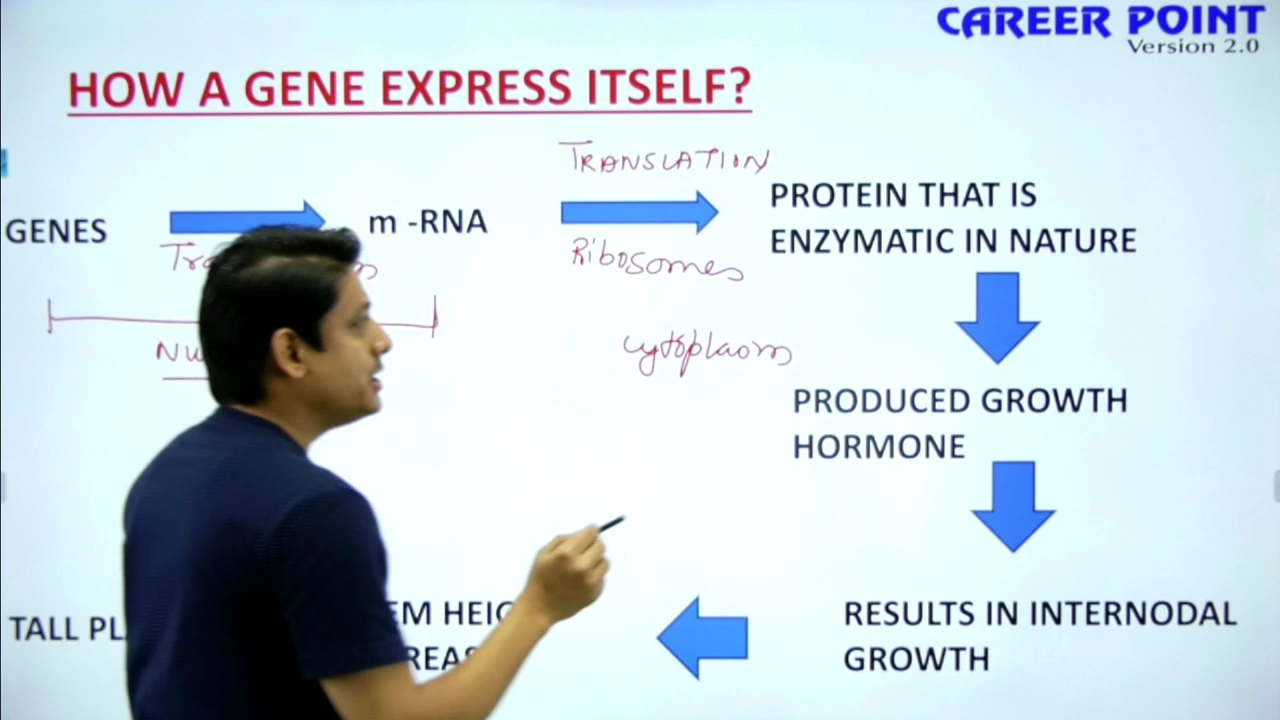 CAREER POINT
Version 2.0
HOW A GENE EXPRESS ITSELF?
TRANSLATION
GENES
m -RNA
PROTEIN THAT IS
ENZYMATIC IN NATURE
Ribosomes
cytoplasm
PRODUCED GROWTH
HORMONE
TALL
RESULTS IN INTERNODAL
GROWTH